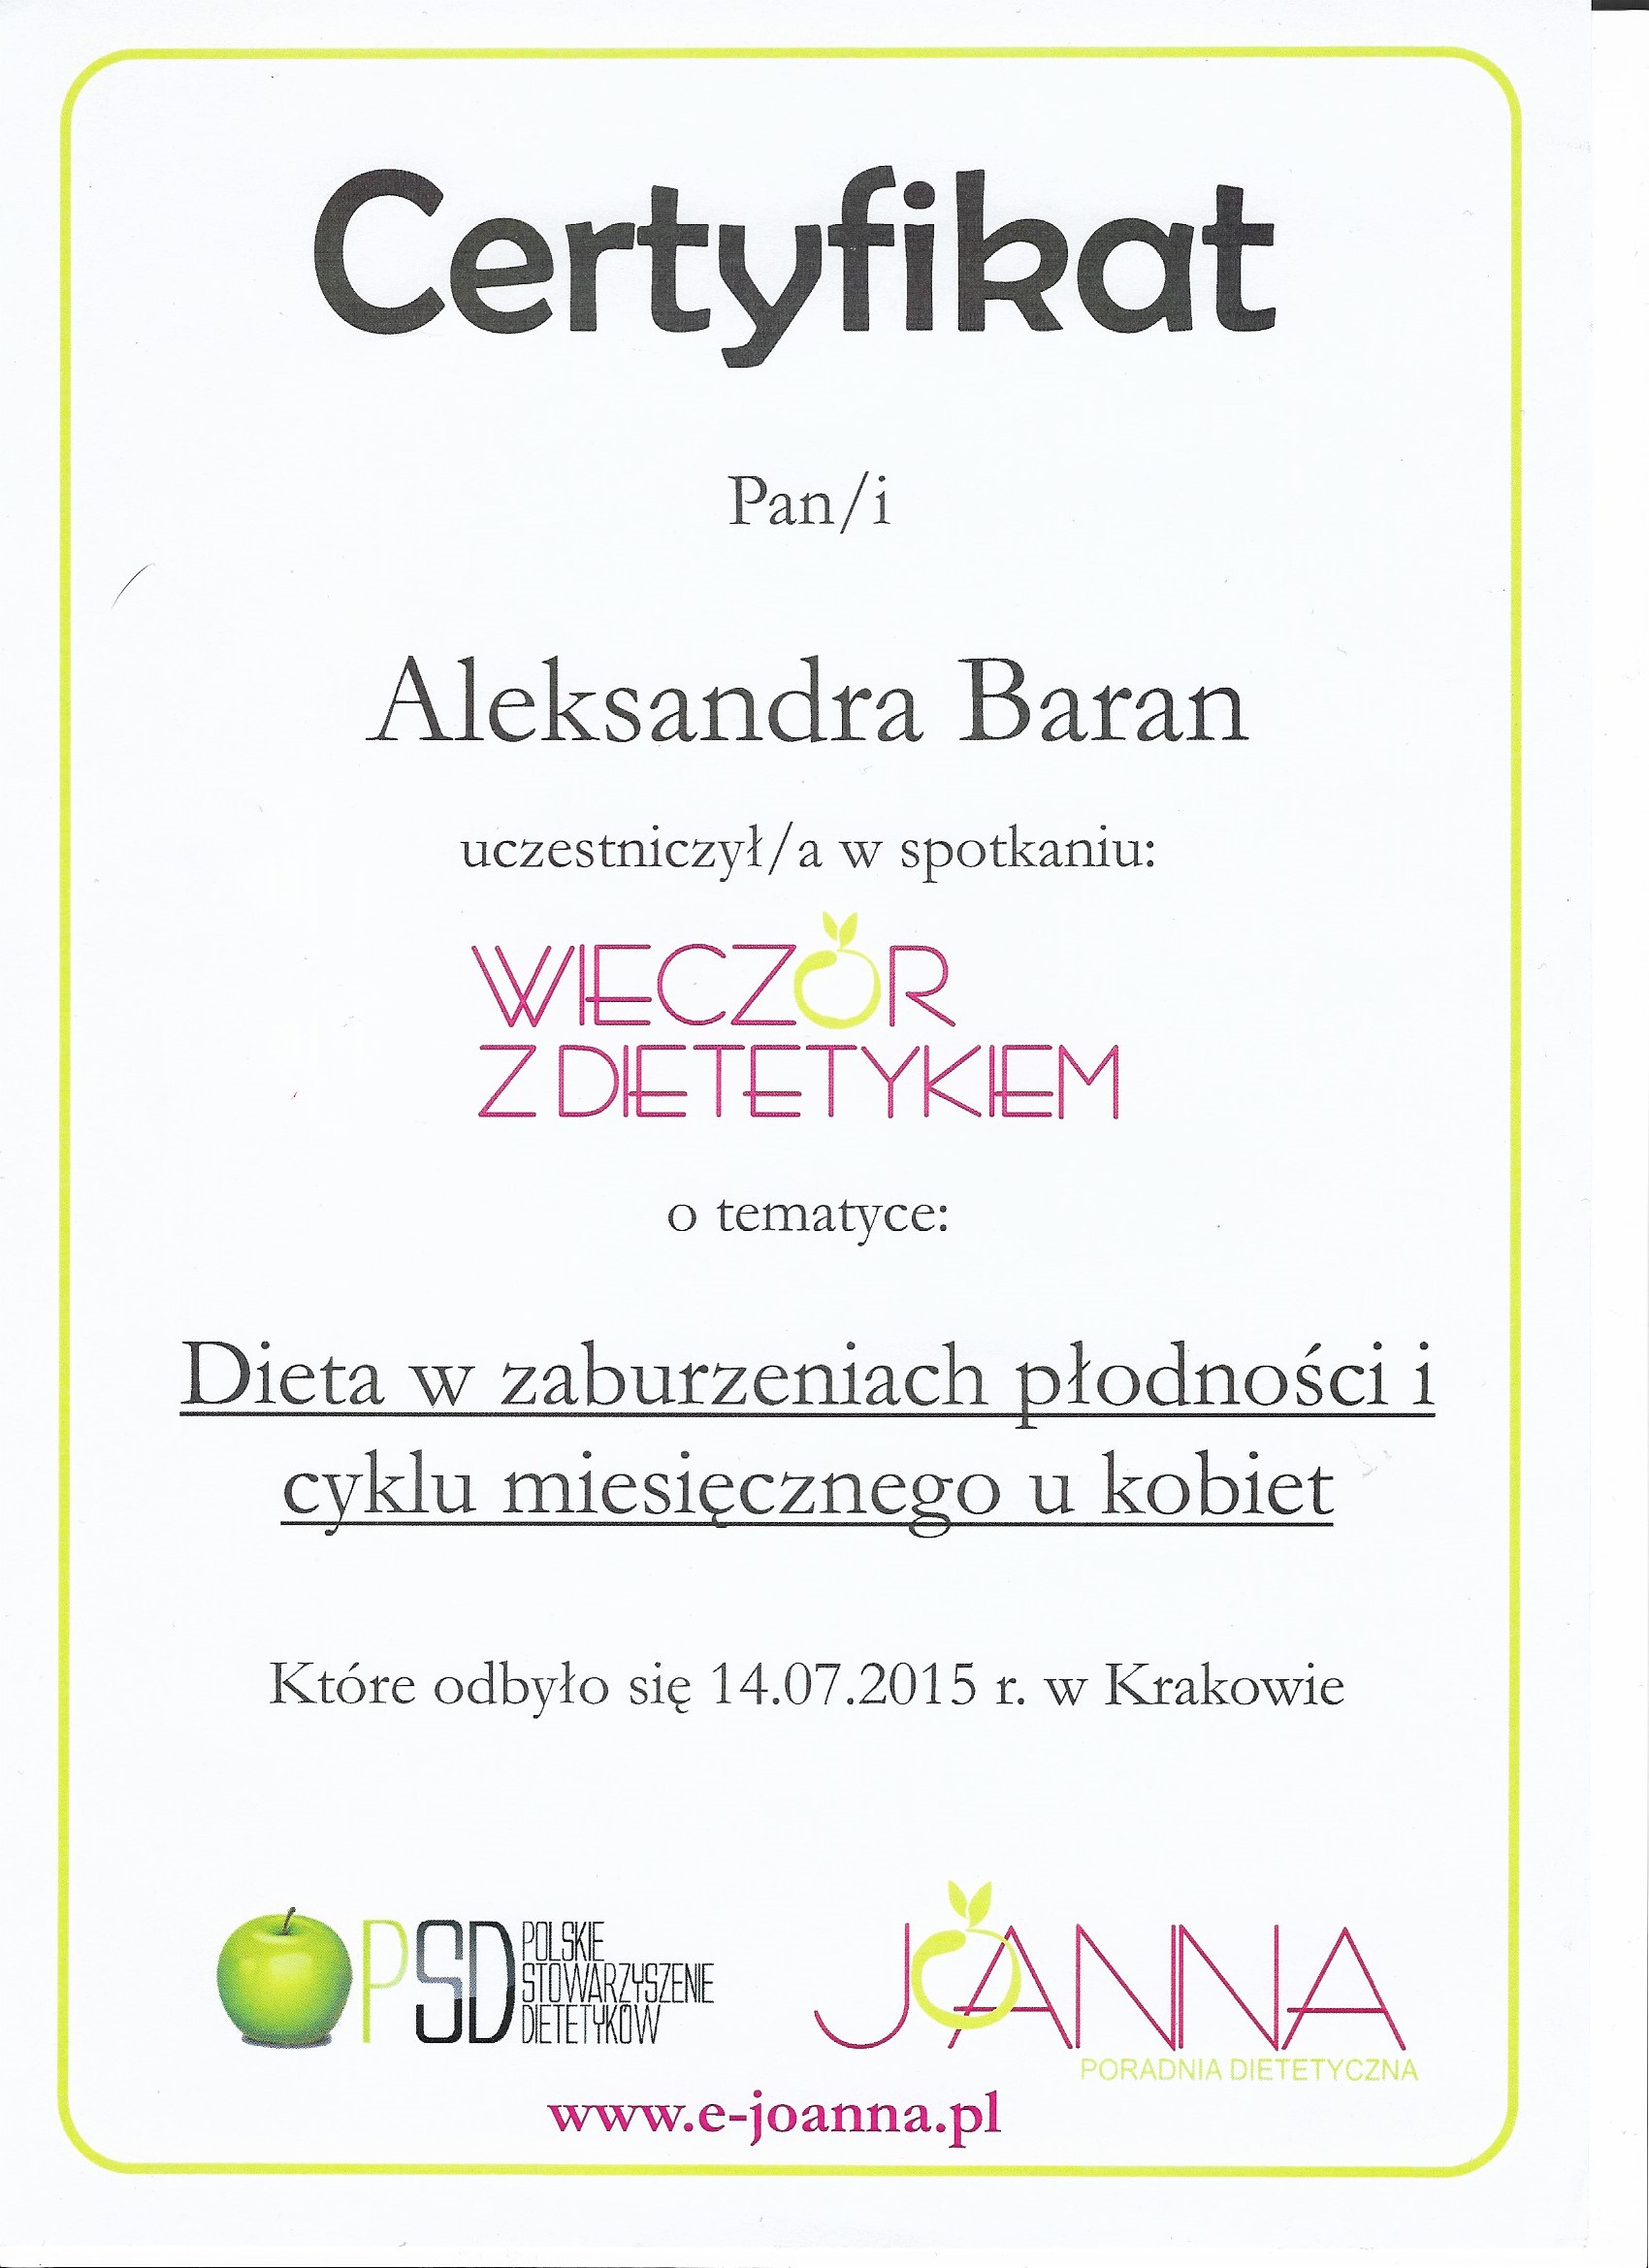 Certyfikat
Pan/i
Aleksandra Baran
uczestniczył/a w spotkaniu:
WIECZÓR
Z DIETETYKIEM
o tematyce:
Dieta w zaburzeniach płodności i
cyklu miesięcznego u kobiet
Które odbyło się 14.07.2015 r. w Krakowie
PSD
POLSKIE
STOWARZYSZENIE
DIETETYKÓW
JOANNA
PORADNIA DIETETYCZNA
www.e-joanna.pl